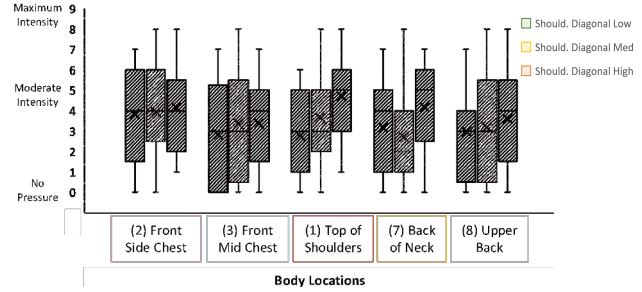 Maximum
Intensity
9
8
7
6
Moderate
Intensity
5
4
3
2
1
No
Pressure
0
Should. Diagonal Low
Should. Diagonal Med
Should. Diagonal High
(2) Front
Side Chest
(3) Front
Mid Chest
(1) Top of
Shoulders
(7) Back
of Neck
(8) Upper
Back
Body Locations